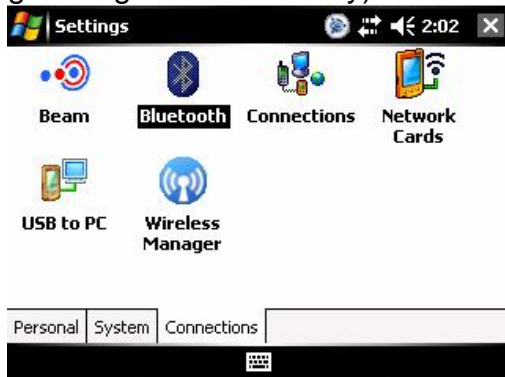 Settings 2:02
Beam Bluetooth Connections Network
Cards
USB to PC Wireless
Manager
Personal System Connections